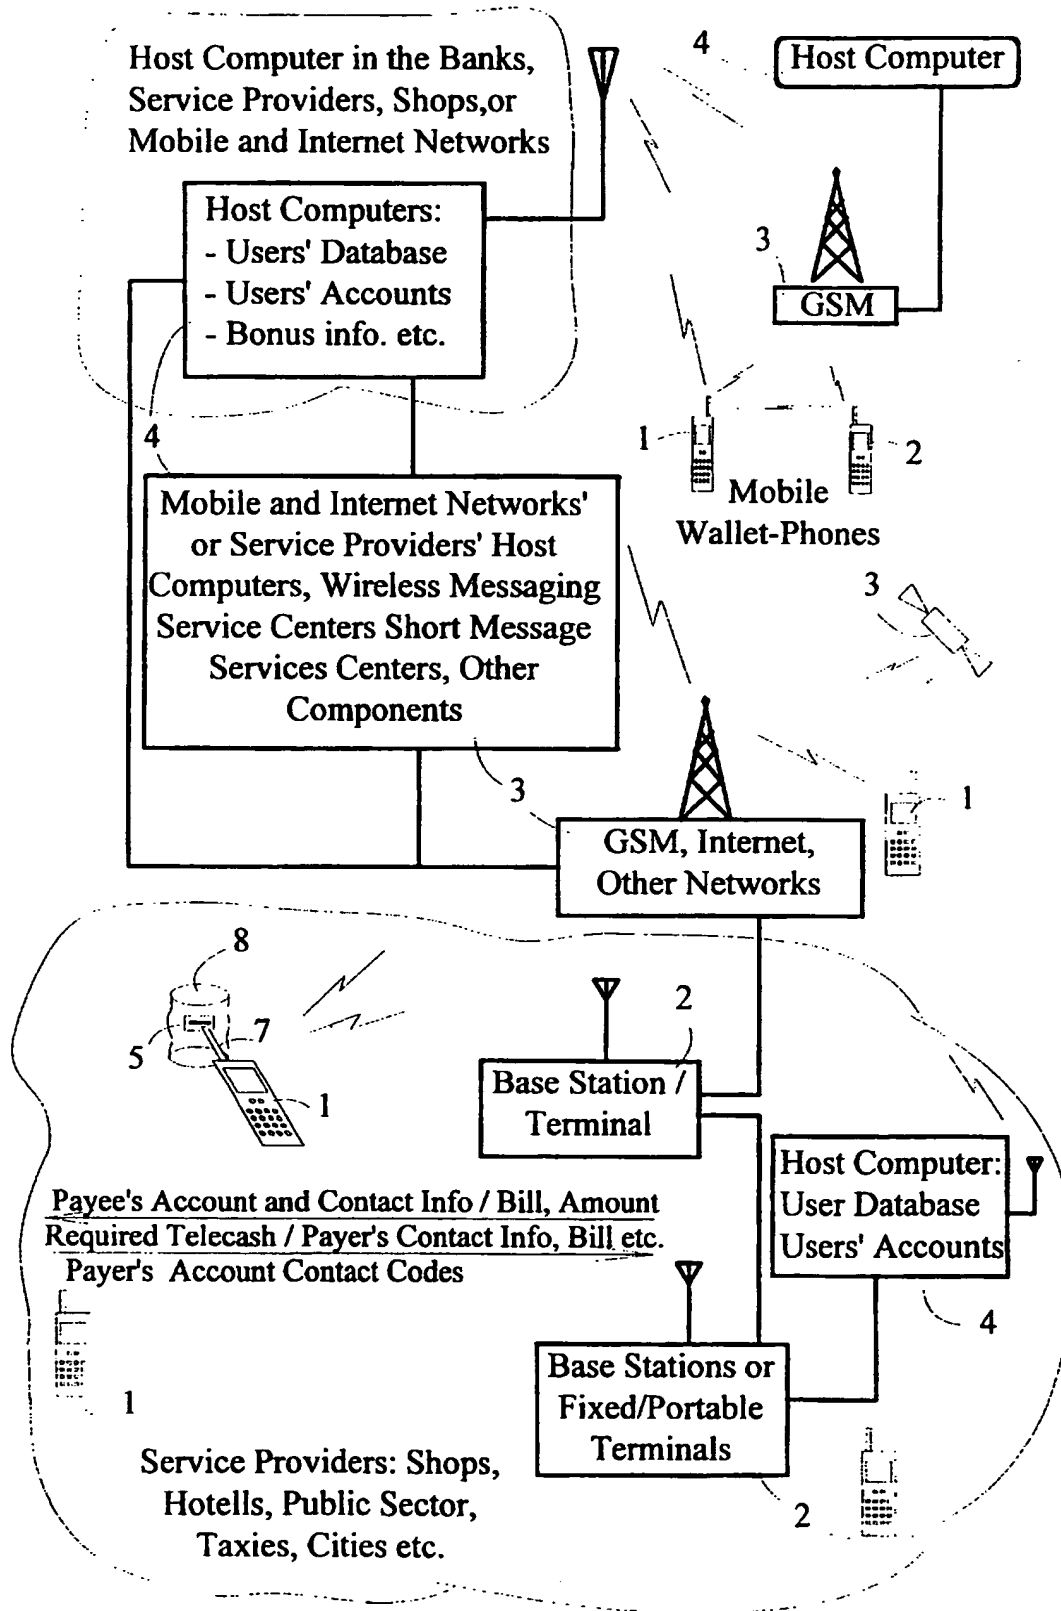 Host Computer in the Banks,
Service Providers, Shops,or
Mobile and Internet Networks
4
Host Computer
Host Computers:
- Users' Database
- Users' Accounts
- Bonus info. etc.
3
GSM
4
1
2
Mobile
Wallet-Phones
Mobile and Internet Networks'
or Service Providers' Host
Computers, Wireless Messaging
Service Centers Short Message
Services Centers, Other
Components
3
3
1
GSM, Internet,
Other Networks
8
5
7
1
2
Base Station /
Terminal
Host Computer:
User Database
Users' Accounts
4
Payee's Account and Contact Info / Bill, Amount
Required Telecash / Payer's Contact Info, Bill etc.
Payer's Account Contact Codes
1
Base Stations or
Fixed/Portable
Terminals
2
Service Providers: Shops,
Hotells, Public Sector,
Taxies, Cities etc.